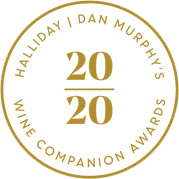 HALLIDAY | DAN MURPHY'S
20
20
WINE COMPANION AWARDS